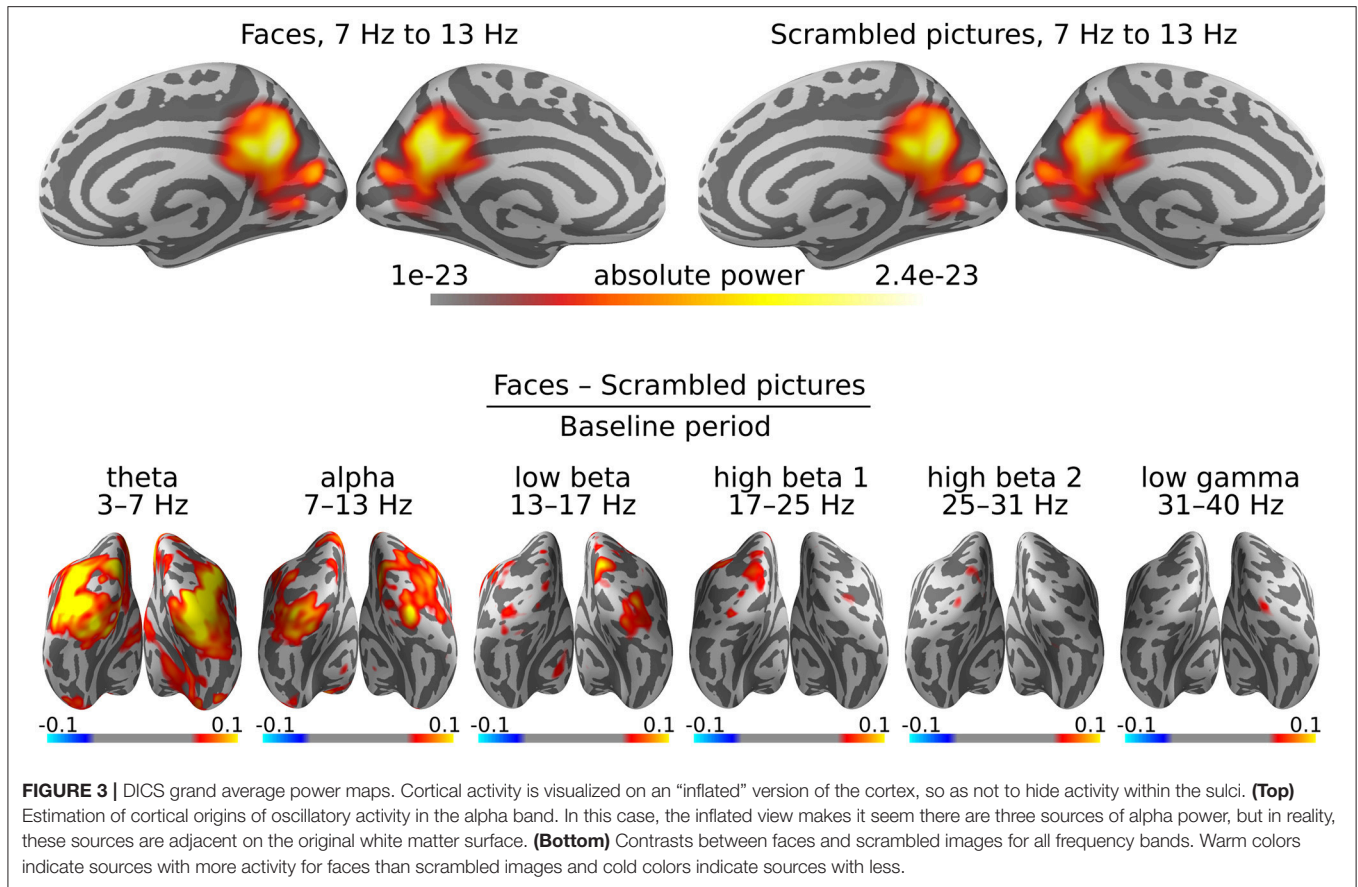 Faces, 7 Hz to 13 Hz
Scrambled pictures, 7 Hz to 13 Hz
1e-23 absolute power 2.4e-23
Faces – Scrambled pictures
Baseline period
theta
3–7 Hz
alpha
7–13 Hz
low beta
13–17 Hz
high beta 1
17–25 Hz
high beta 2
25–31 Hz
low gamma
31–40 Hz
-0.1 0.1
-0.1 0.1
-0.1 0.1
-0.1 0.1
-0.1 0.1
-0.1 0.1
FIGURE 3 | DICS grand average power maps. Cortical activity is visualized on an “inflated” version of the cortex, so as not to hide activity within the sulci. (Top)
Estimation of cortical origins of oscillatory activity in the alpha band. In this case, the inflated view makes it seem there are three sources of alpha power, but in reality,
these sources are adjacent on the original white matter surface. (Bottom) Contrasts between faces and scrambled images for all frequency bands. Warm colors
indicate sources with more activity for faces than scrambled images and cold colors indicate sources with less.